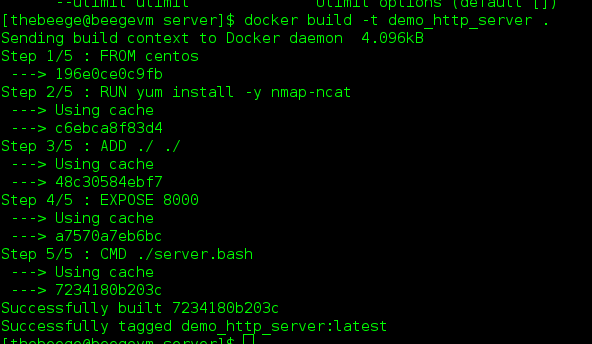 --ulimit ulimit                Ulimit options (default [])
[thebeege@beegevm server]$ docker build -t demo_http_server .
Sending build context to Docker daemon  4.096kB
Step 1/5 : FROM centos
 ---> 196e0ce0c9fb
Step 2/5 : RUN yum install -y nmap-ncat
 ---> Using cache
 ---> c6ebca8f83d4
Step 3/5 : ADD ./ ./
 ---> Using cache
 ---> 48c30584ebf7
Step 4/5 : EXPOSE 8000
 ---> Using cache
 ---> a7570a7eb6bc
Step 5/5 : CMD ./server.bash
 ---> Using cache
 ---> 7234180b203c
Successfully built 7234180b203c
Successfully tagged demo_http_server:latest
[thebeege@beegevm server]$